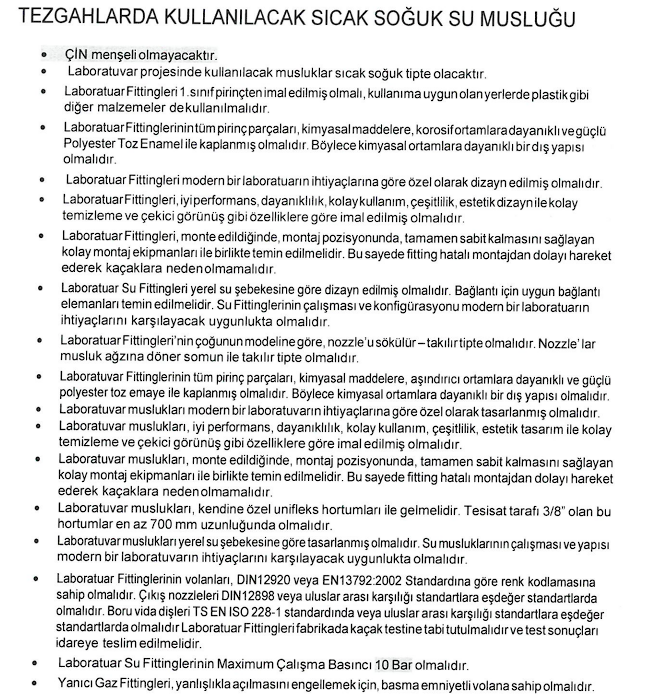 TEZGAHLARDA KULLANILACAK SICAK SOĞUK SU MUSLUĞU
• ÇİN menşeli olmayacaktır.
• Laboratuvar projesinde kullanılacak musluklar sıcak soğuk tipte olacaktır.
• Laboratuar Fittingleri 1.sınıf pirinçten imal edilmiş olmalı, kullanıma uygun olan yerlerde plastik gibi
diğer malzemeler de kullanılmalıdır.
• Laboratuar Fittinglerinin tüm pirinç parçaları, kimyasal maddelere, korosif ortamlara dayanıklı ve güçlü
Polyester Toz Enamel ile kaplanmış olmalıdır. Böylece kimyasal ortamlara dayanıklı bir dış yapısı
olmalıdır.
• Laboratuar Fittingleri modern bir laboratuarın ihtiyaçlarına göre özel olarak dizayn edilmiş olmalıdır.
• Laboratuar Fittingleri, iyi performans, dayanıklılık, kolay kullanım, çeşitlilik, estetik dizayn ile kolay
temizleme ve çekici görünüş gibi özelliklere göre imal edilmiş olmalıdır.
• Laboratuar Fittingleri, monte edildiğinde, montaj pozisyonunda, tamamen sabit kalmasını sağlayan
kolay montaj ekipmanları ile birlikte temin edilmelidir. Bu sayede fitting hatalı montajdan dolayı hareket
ederek kaçaklara neden olmamalıdır.
• Laboratuar Su Fittingleri yerel su şebekesine göre dizayn edilmiş olmalıdır. Bağlantı için uygun bağlantı
elemanları temin edilmelidir. Su Fittinglerinin çalışması ve konfigürasyonu modern bir laboratuarın
ihtiyaçlarını karşılayacak uygunlukta olmalıdır.
• Laboratuar Fittingleri'nin çoğunun modeline göre, nozzle'u sökülür – takılır tipte olmalıdır. Nozzle' lar
musluk ağzına döner somun ile takılır tipte olmalıdır.
• Laboratuvar Fittinglerinin tüm pirinç parçaları, kimyasal maddelere, aşındırıcı ortamlara dayanıklı ve güçlü
polyester toz emaye ile kaplanmış olmalıdır. Böylece kimyasal ortamlara dayanıklı bir dış yapısı olmalıdır.
• Laboratuvar muslukları modern bir laboratuvarın ihtiyaçlarına göre özel olarak tasarlanmış olmalıdır.
• Laboratuvar muslukları, iyi performans, dayanıklılık, kolay kullanım, çeşitlilik, estetik tasarım ile kolay
temizleme ve çekici görünüş gibi özelliklere göre imal edilmiş olmalıdır.
• Laboratuvar muslukları, monte edildiğinde, montaj pozisyonunda, tamamen sabit kalmasını sağlayan
kolay montaj ekipmanları ile birlikte temin edilmelidir. Bu sayede fitting hatalı montajdan dolayı hareket
ederek kaçaklara neden olmamalıdır.
• Laboratuvar muslukları, kendine özel unifleks hortumları ile gelmelidir. Tesisat tarafı 3/8" olan bu
hortumlar en az 700 mm uzunluğunda olmalıdır.
• Laboratuvar muslukları yerel su şebekesine göre tasarlanmış olmalıdır. Su musluklarının çalışması ve yapısı
modern bir laboratuvarın ihtiyaçlarını karşılayacak uygunlukta olmalıdır.
• Laboratuar Fittinglerinin volanları, DIN12920 veya EN13792:2002 Standardına göre renk kodlamasına
sahip olmalıdır. Çıkış nozzleleri DIN12898 veya uluslar arası karşılığı standartlara eşdeğer standartlarda
olmalıdır. Boru vida dişleri TS EN ISO 228-1 standardında veya uluslar arası karşılığı standartlara eşdeğer
standartlarda olmalıdır Laboratuar Fittingleri fabrikada kaçak testine tabi tutulmalıdır ve test sonuçları
idareye teslim edilmelidir.
• Laboratuar Su Fittinglerinin Maximum Çalışma Basıncı 10 Bar olmalıdır.
• Yanıcı Gaz Fittingleri, yanlışlıkla açılmasını engellemek için, basma emniyetli volana sahip olmalıdır.